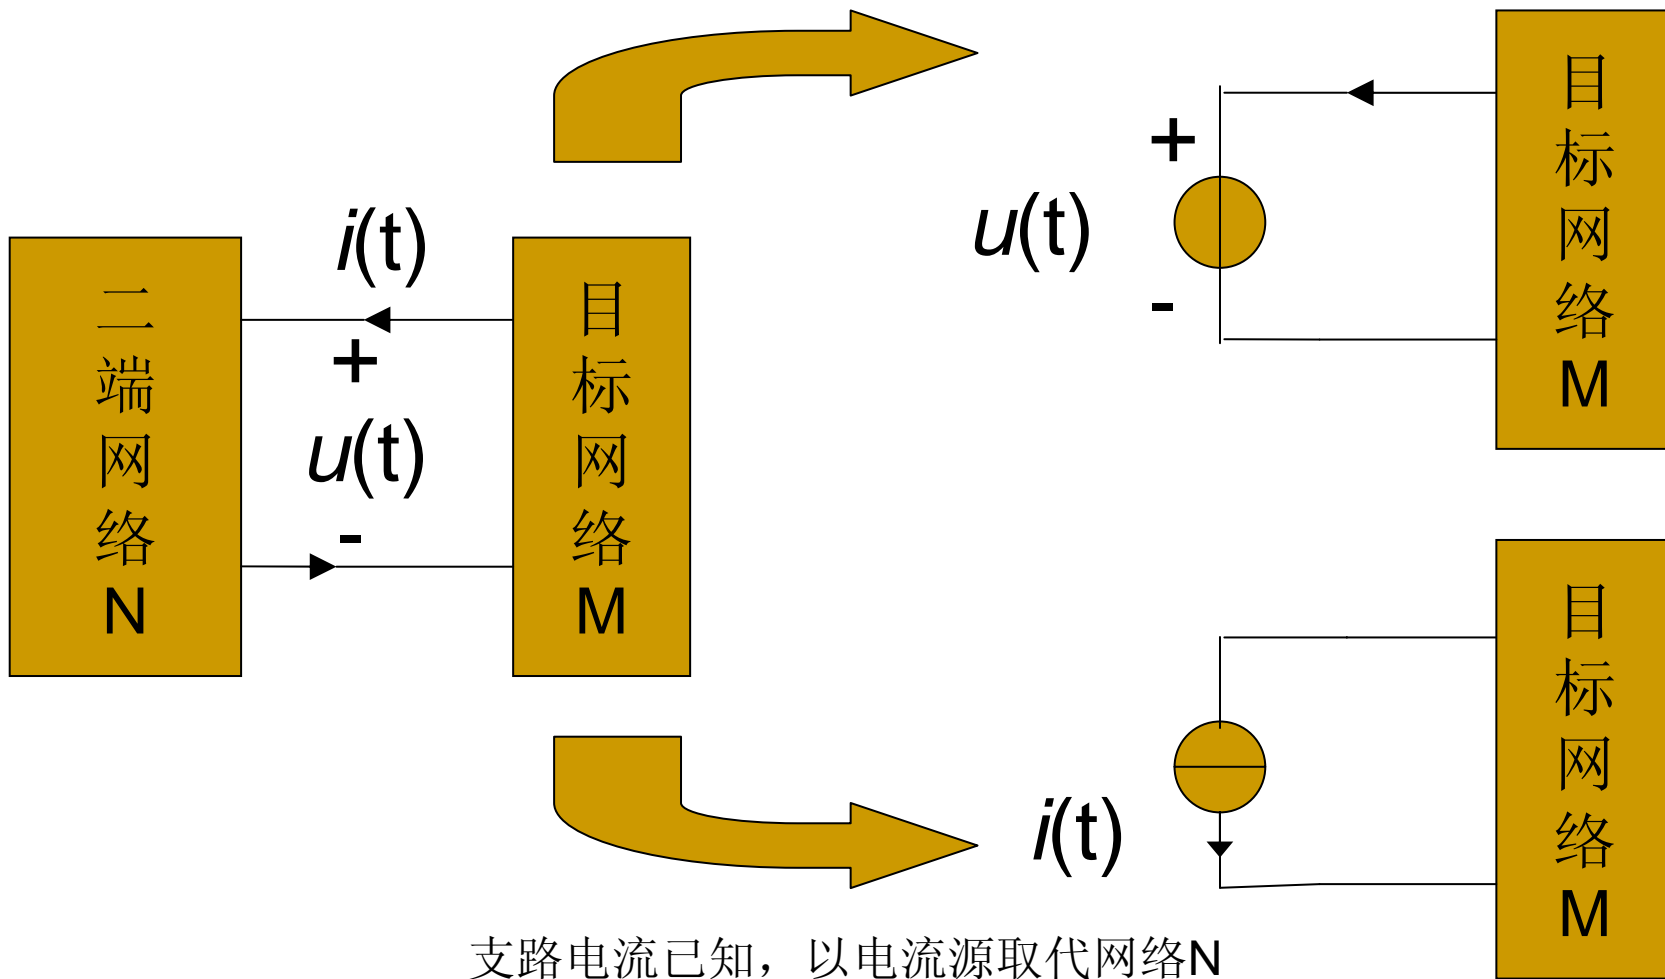 i(t)
+
u(t)
-
二端网络N
目标网络M
+
u(t)
-
目标网络M
i(t)
目标网络M
支路电流已知，以电流源取代网络N